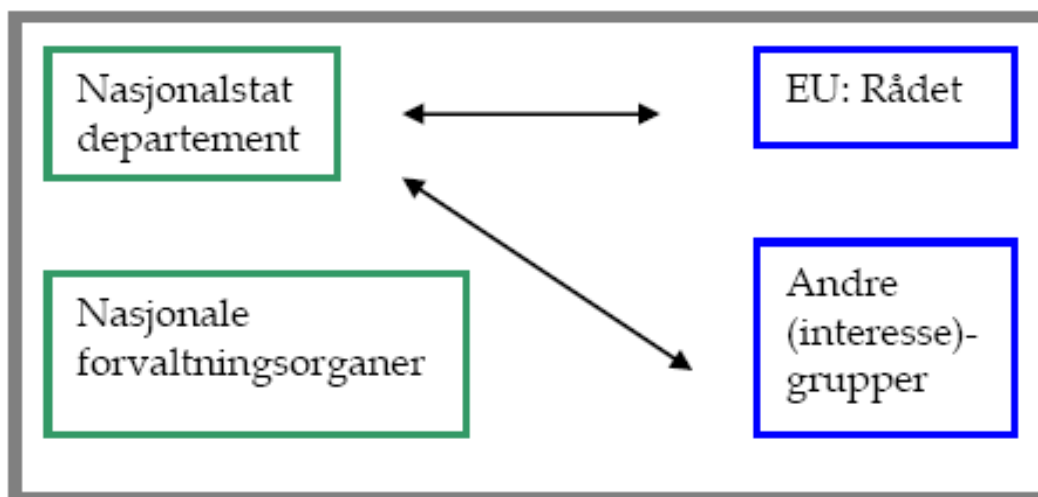 Nasjonalstat
departement
EU: Rådet
Nasjonale
forvaltningsorganer
Andre
(interesse)-
grupper